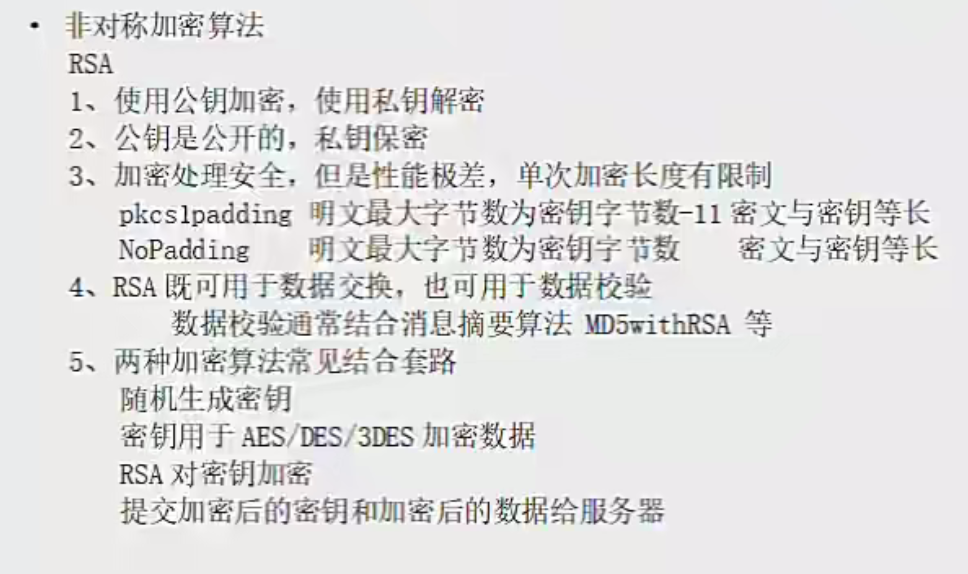 • 非对称加密算法
RSA
1、使用公钥加密，使用私钥解密
2、公钥是公开的，私钥保密
3、加密处理安全，但是性能极差，单次加密长度有限制
pkcs1padding 明文最大字节数为密钥字节数-11 密文与密钥等长
NoPadding 明文最大字节数为密钥字节数 密文与密钥等长
4、RSA 既可用于数据交换，也可用于数据校验
数据校验通常结合消息摘要算法 MD5withRSA 等
5、两种加密算法常见结合套路
随机生成密钥
密钥用于 AES/DES/3DES 加密数据
RSA 对密钥加密
提交加密后的密钥和加密后的数据给服务器